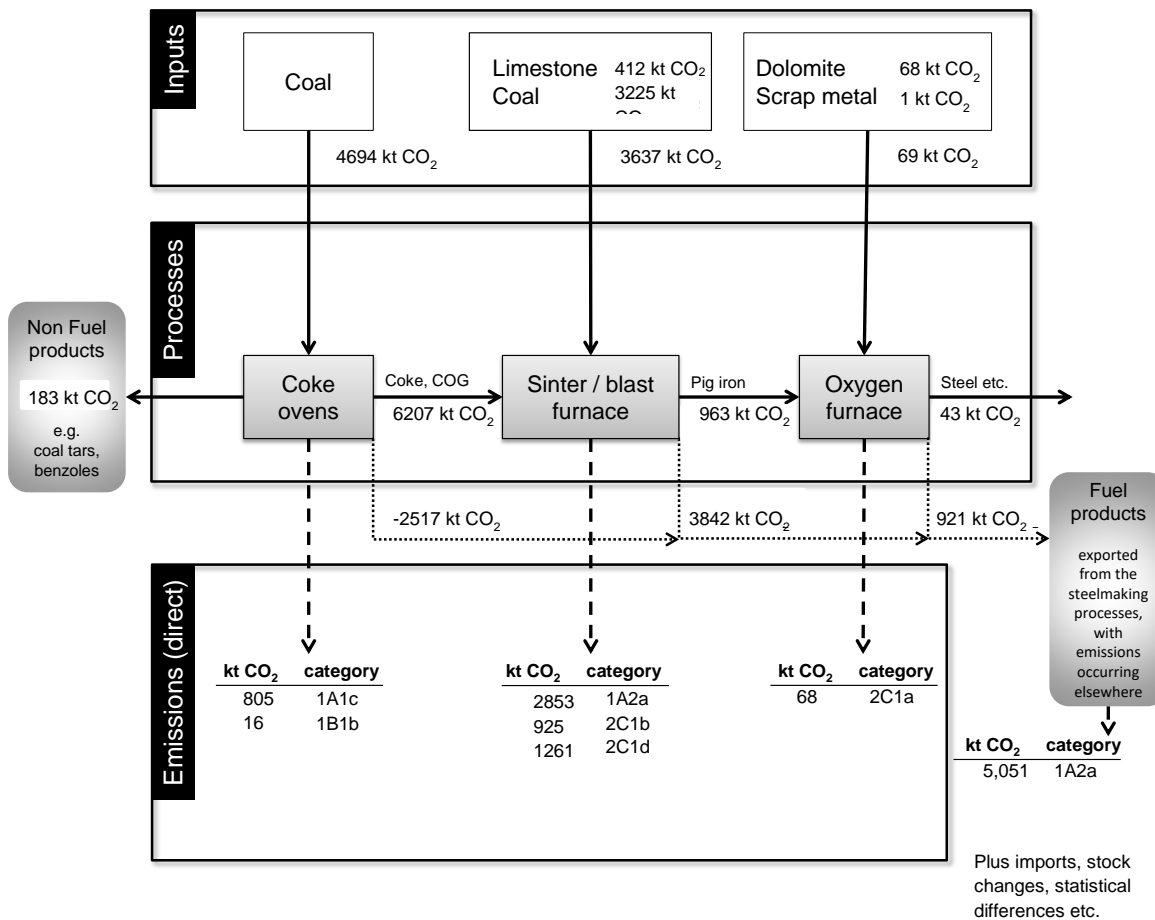 Inputs
Coal
Limestone 412 kt CO2
Coal 3225 kt
Dolomite 68 kt CO2
Scrap metal 1 kt CO2
4694 kt CO2
3637 kt CO2
69 kt CO2
Processes
Non Fuel
products
183 kt CO2
e.g.
coal tars,
benzoles
Coke
ovens
Coke, COG
6207 kt CO2
Sinter / blast
furnace
Pig iron
963 kt CO2
Oxygen
furnace
Steel etc.
43 kt CO2
-2517 kt CO2
3842 kt CO2
921 kt CO2
Fuel
products
exported
from the
steelmaking
processes,
with
emissions
occurring
elsewhere
Emissions (direct)
kt CO2 category
805 1A1c
16 1B1b
kt CO2 category
2853 1A2a
925 2C1b
1261 2C1d
kt CO2 category
68 2C1a
kt CO2 category
5,051 1A2a
Plus imports, stock
changes, statistical
differences etc.